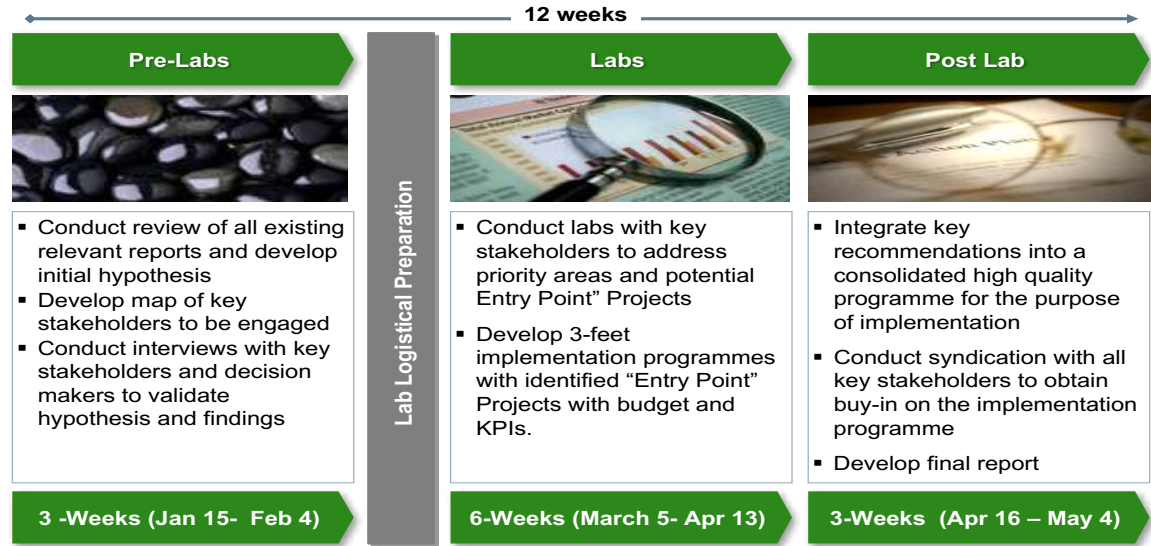 12 weeks
Pre-Labs
▪ Conduct review of all existing
relevant reports and develop
initial hypothesis
▪ Develop map of key
stakeholders to be engaged
▪ Conduct interviews with key
stakeholders and decision
makers to validate
hypothesis and findings
3 -Weeks (Jan 15- Feb 4)
Lab Logistical Preparation
Labs
▪ Conduct labs with key
stakeholders to address
priority areas and potential
Entry Point” Projects
▪ Develop 3-feet
implementation programmes
with identified “Entry Point”
Projects with budget and
KPIs.
6-Weeks (March 5- Apr 13)
Post Lab
Action Plan
▪ Integrate key
recommendations into a
consolidated high quality
programme for the purpose
of implementation
▪ Conduct syndication with all
key stakeholders to obtain
buy-in on the implementation
programme
▪ Develop final report
3-Weeks (Apr 16 – May 4)